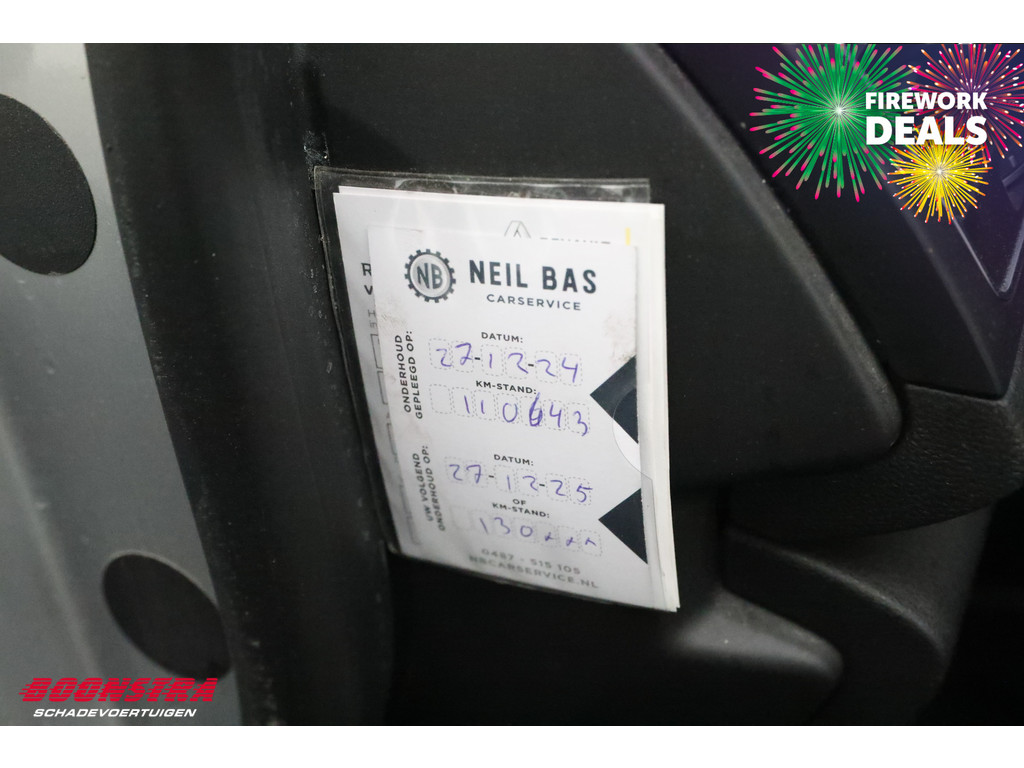 FIREWORK
DEALS
NB
NEIL BAS
CARSERVICE
ONDERHOUD
GEPLEEGD OP:
DATUM:
27-12-24
KM-STAND:
110643
UW VOLGEND
ONDERHOUD OP:
DATUM:
27-12-25
OF
KM-STAND:
130xxx
0487 - 515 105
NBCARSERVICE.NL
BOONSTRA
SCHADEVOERTUIGEN